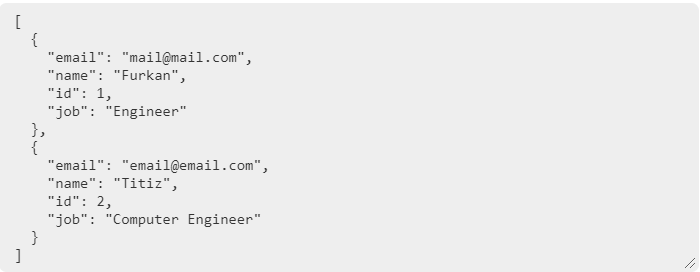 [
  {
    "email": "mail@mail.com",
    "name": "Furkan",
    "id": 1,
    "job": "Engineer"
  },
  {
    "email": "email@email.com",
    "name": "Titiz",
    "id": 2,
    "job": "Computer Engineer"
  }
]